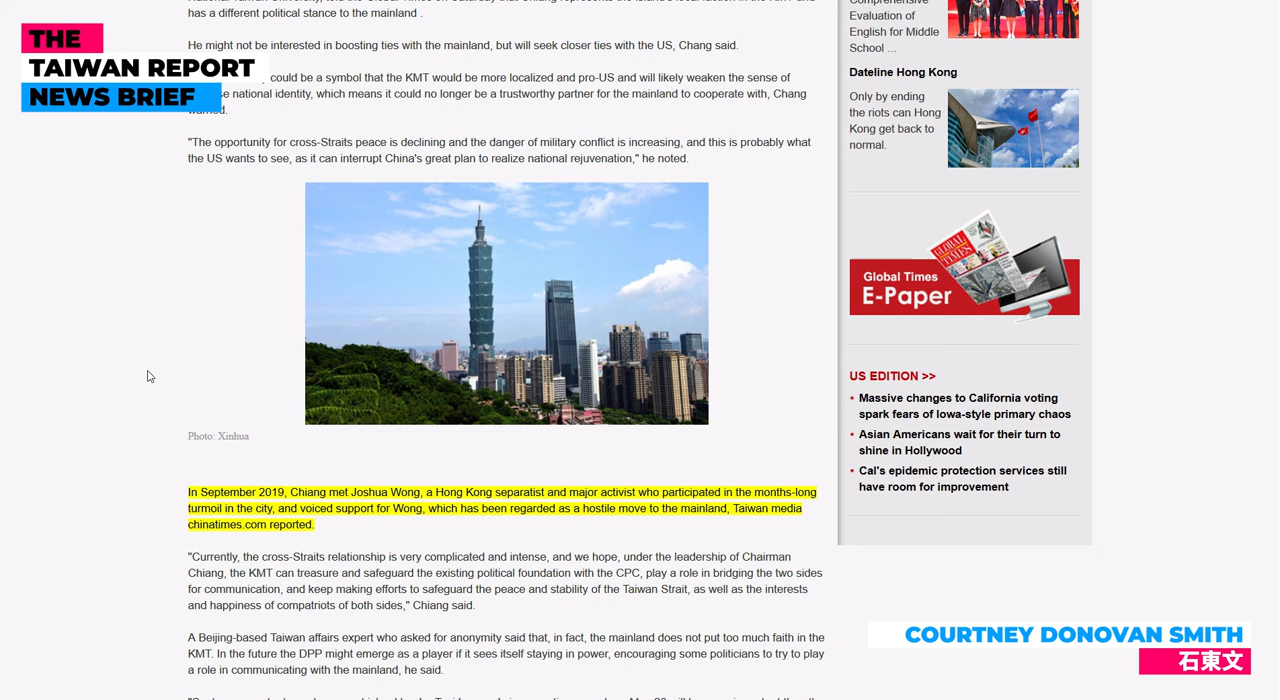 THE
TAIWAN REPORT
NEWS BRIEF
has a different political stance to the mainland .
He might not be interested in boosting ties with the mainland, but will seek closer ties with the US, Chang said.
could be a symbol that the KMT would be more localized and pro-US and will likely weaken the sense of
national identity, which means it could no longer be a trustworthy partner for the mainland to cooperate with, Chang
"The opportunity for cross-Straits peace is declining and the danger of military conflict is increasing, and this is probably what
the US wants to see, as it can interrupt China's great plan to realize national rejuvenation," he noted.
Photo: Xinhua
In September 2019, Chiang met Joshua Wong, a Hong Kong separatist and major activist who participated in the months-long
turmoil in the city, and voiced support for Wong, which has been regarded as a hostile move to the mainland, Taiwan media
chinatimes.com reported.
"Currently, the cross-Straits relationship is very complicated and intense, and we hope, under the leadership of Chairman
Chiang, the KMT can treasure and safeguard the existing political foundation with the CPC, play a role in bridging the two sides
for communication, and keep making efforts to safeguard the peace and stability of the Taiwan Strait, as well as the interests
and happiness of compatriots of both sides," Chiang said.
A Beijing-based Taiwan affairs expert who asked for anonymity said that, in fact, the mainland does not put too much faith in the
KMT. In the future the DPP might emerge as a player if it sees itself staying in power, encouraging some politicians to try to play
a role in communicating with the mainland, he said.
Evaluation of
English for Middle
School ...
Dateline Hong Kong
Only by ending
the riots can Hong
Kong get back to
normal.
GLOBAL TIMES
Global Times
E-Paper
US EDITION >>
• Massive changes to California voting
spark fears of Iowa-style primary chaos
• Asian Americans wait for their turn to
shine in Hollywood
• Cal's epidemic protection services still
have room for improvement
COURTNEY DONOVAN SMITH
石東文